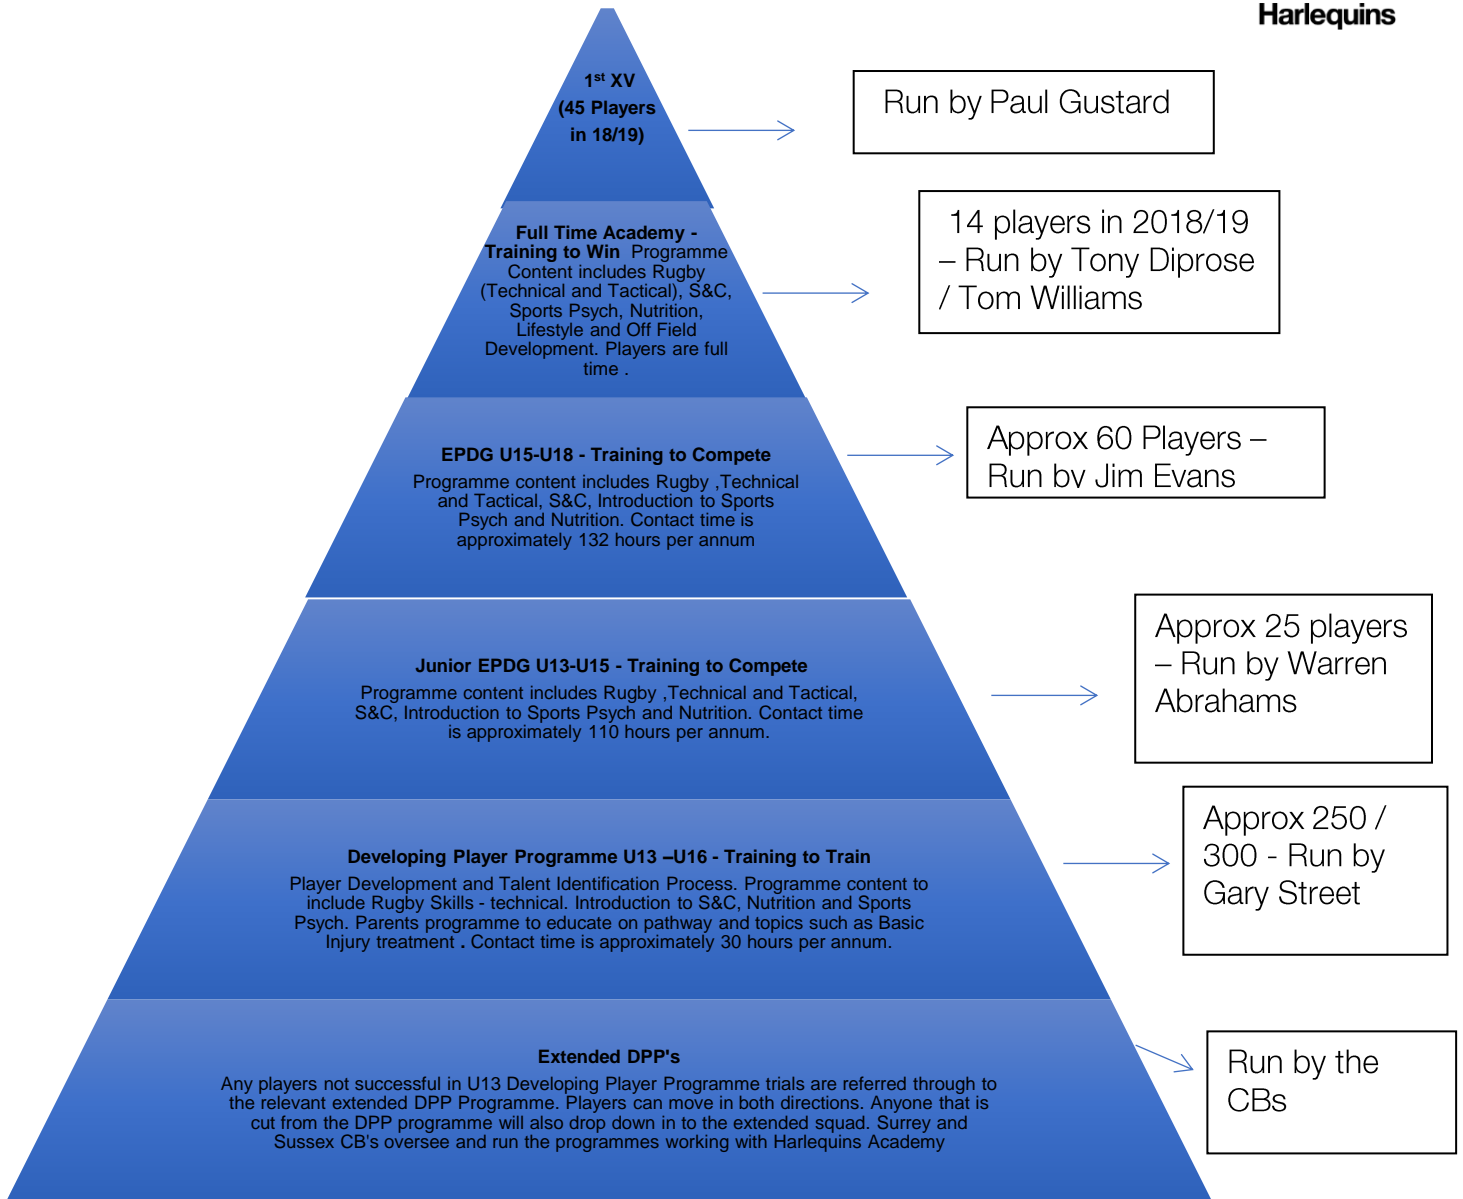 Harlequins
1st XV
(45 Players
in 18/19)
Run by Paul Gustard
Full Time Academy -
Training to Win  Programme
Content includes Rugby
(Technical and Tactical), S&C,
Sports Psych, Nutrition,
Lifestyle and Off Field
Development. Players are full
time .
14 players in 2018/19
– Run by Tony Diprose
/ Tom Williams
EPDG U15-U18 - Training to Compete
Programme content includes Rugby ,Technical
and Tactical, S&C, Introduction to Sports
Psych and Nutrition. Contact time is
approximately 132 hours per annum
Approx 60 Players –
Run by Jim Evans
Junior EPDG U13-U15 - Training to Compete
Programme content includes Rugby ,Technical and Tactical,
S&C, Introduction to Sports Psych and Nutrition. Contact time
is approximately 110 hours per annum.
Approx 25 players
– Run by Warren
Abrahams
Developing Player Programme U13 –U16 - Training to Train
Player Development and Talent Identification Process. Programme content to
include Rugby Skills - technical. Introduction to S&C, Nutrition and Sports
Psych. Parents programme to educate on pathway and topics such as Basic
Injury treatment . Contact time is approximately 30 hours per annum.
Approx 250 /
300 - Run by
Gary Street
Extended DPP's
Any players not successful in U13 Developing Player Programme trials are referred through to
the relevant extended DPP Programme. Players can move in both directions. Anyone that is
cut from the DPP programme will also drop down in to the extended squad. Surrey and
Sussex CB's oversee and run the programmes working with Harlequins Academy
Run by the
CBs